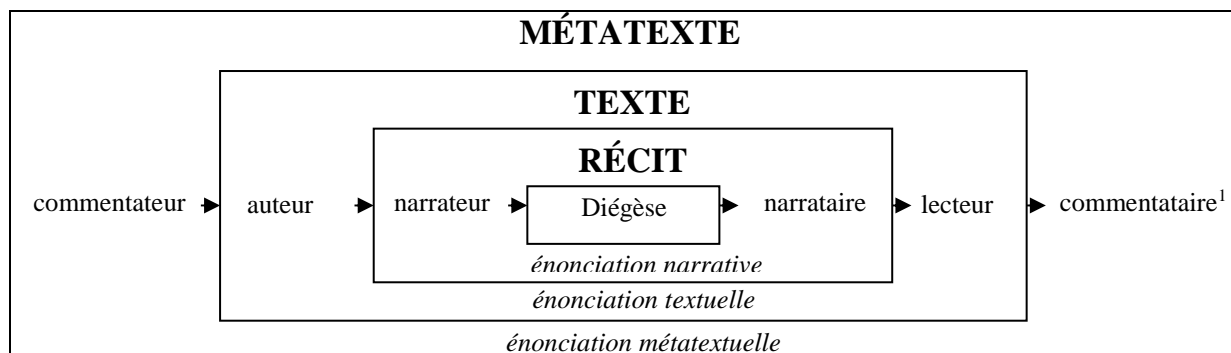 MÉTATEXTE
TEXTE
RÉCIT
commentateur auteur narrateur Diégèse narrataire lecteur commentataire¹
énonciation narrative
énonciation textuelle
énonciation métatextuelle